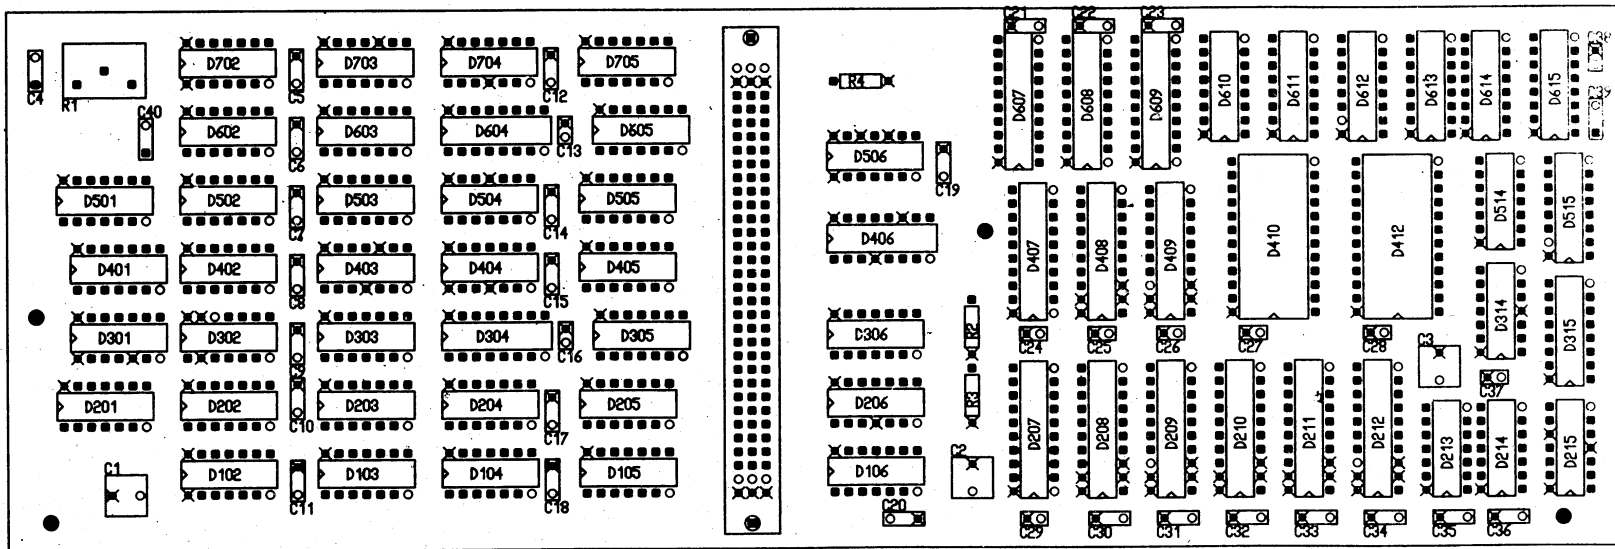 C21 C22 C23
D702 D703 D704 D705
C4 R1 C12
R4
D607 D608 D609 D610 D611 D612 D613 D614 D615
C40
D602 D603 D604 D605
C13
D506
C19
D501 D502 D503 D504 D505
C7 C14
D406
D407 D408 D409 D410 D412 D514 D515
D401 D402 D403 D404 D405
C8 C15
D301 D302 D303 D304 D305
C16
D306
R2
C24 C25 C26 C27 C28 C3
D314 D315
C37
D201 D202 D203 D204 D205
C10 C17
D206
R3
D207 D208 D209 D210 D211 D212 D213 D214 D215
C1
D102 D103 D104 D105
C11 C18
D106
C20
C29 C30 C31 C32 C33 C34 C35 C36